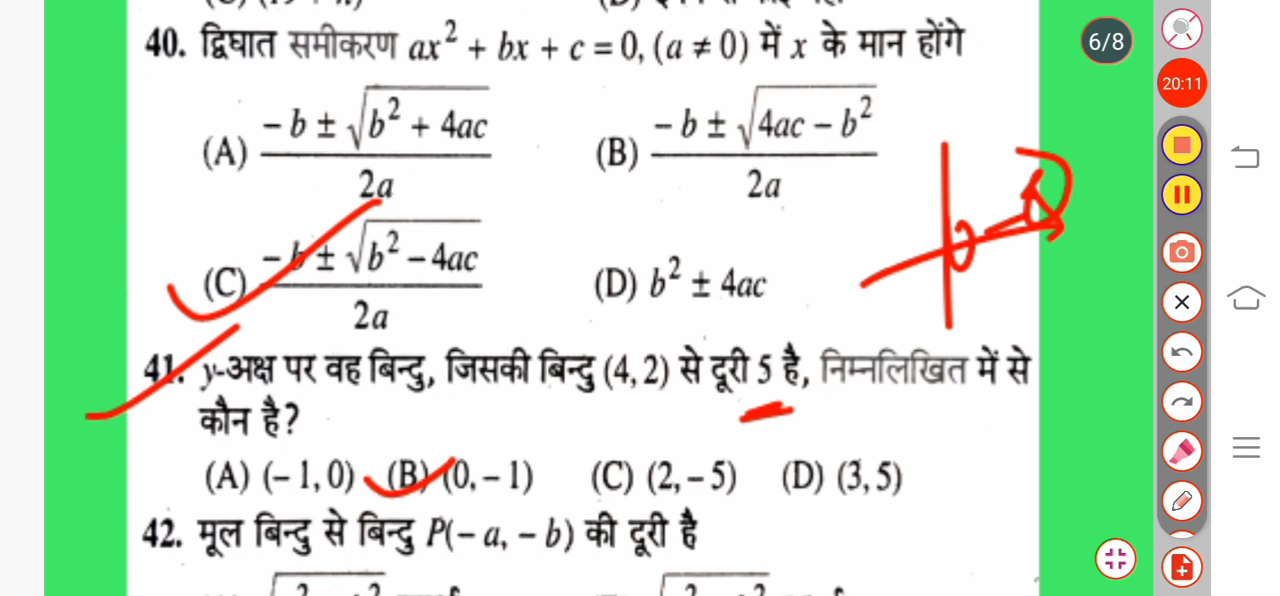 6/8
20:11
40. द्विघात समीकरण ax² + bx + c = 0, (a ≠ 0) में x के मान होंगे
(A) (−b ± √(b² + 4ac))/2a (B) (−b ± √(4ac − b²))/2a
(C) (−b ± √(b² − 4ac))/2a (D) b² ± 4ac
41. y-अक्ष पर वह बिन्दु, जिसकी बिन्दु (4, 2) से दूरी 5 है, निम्नलिखित में से
कौन है?
(A) (− 1, 0) (B) (0, − 1) (C) (2, − 5) (D) (3, 5)
42. मूल बिन्दु से बिन्दु P(− a, − b) की दूरी है